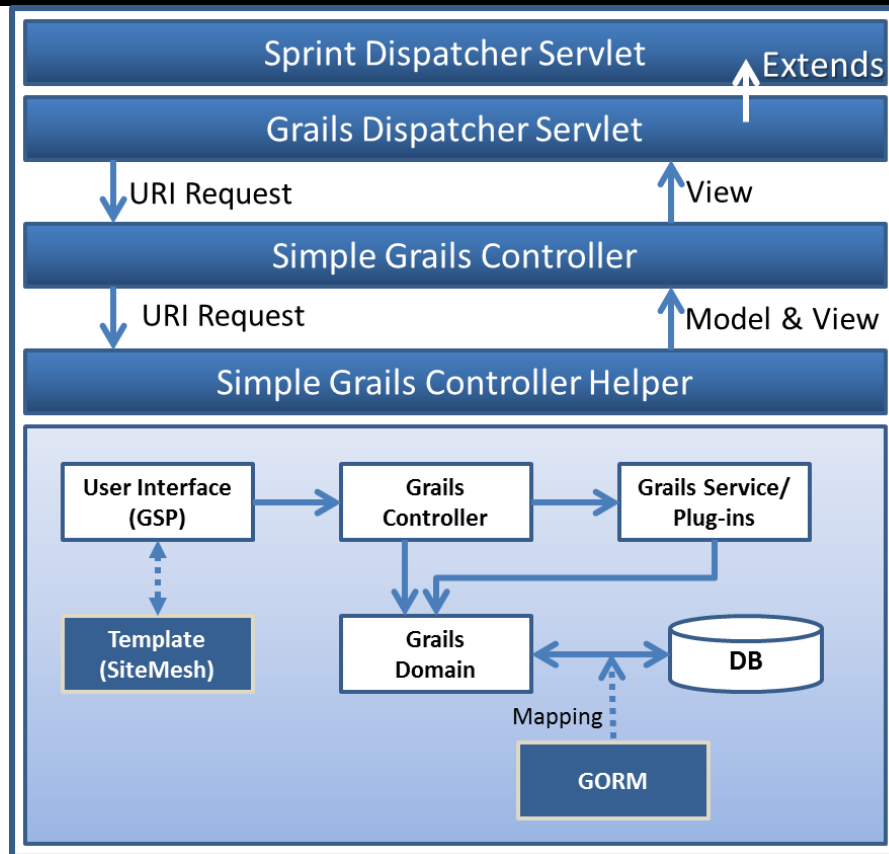 Sprint Dispatcher Servlet
Extends
Grails Dispatcher Servlet
URI Request
View
Simple Grails Controller
URI Request
Model & View
Simple Grails Controller Helper
User Interface
(GSP)
Grails
Controller
Grails Service/
Plug-ins
Template
(SiteMesh)
Grails
Domain
DB
Mapping
GORM